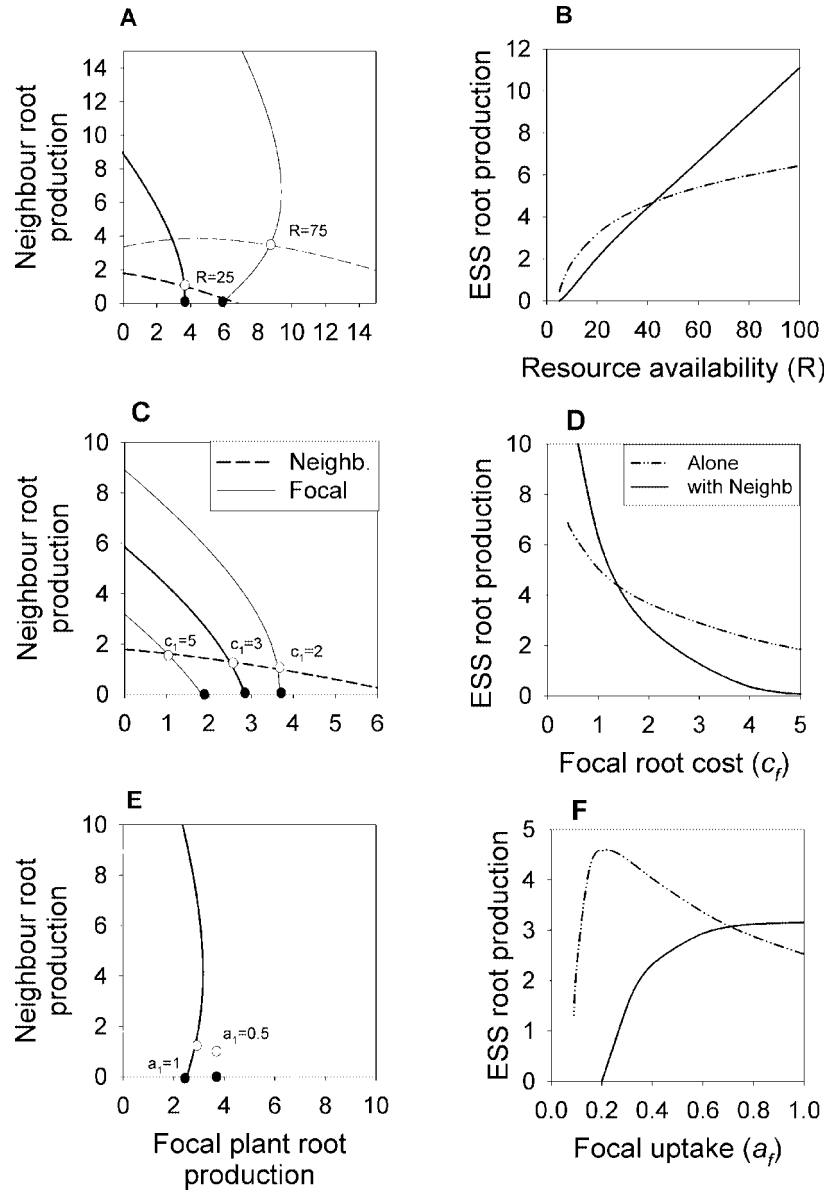 A
Neighbour root
production
14
12
10
8
6
4
2
0
R=75
R=25
0 2 4 6 8 10 12 14
B
ESS root production
12
10
8
6
4
2
0
0 20 40 60 80 100
Resource availability (R)
C
Neighbour root
production
10
8
6
4
2
0
Neighb.
Focal
c1=5
c1=3
c1=2
0 1 2 3 4 5 6
D
ESS root production
10
8
6
4
2
0
Alone
with Neighb
0 1 2 3 4 5
Focal root cost (cf)
E
Neighbour root
production
10
8
6
4
2
0
a1=0.5
a1=1
0 2 4 6 8 10
Focal plant root
production
F
ESS root production
5
4
3
2
1
0
0.0 0.2 0.4 0.6 0.8 1.0
Focal uptake (af)